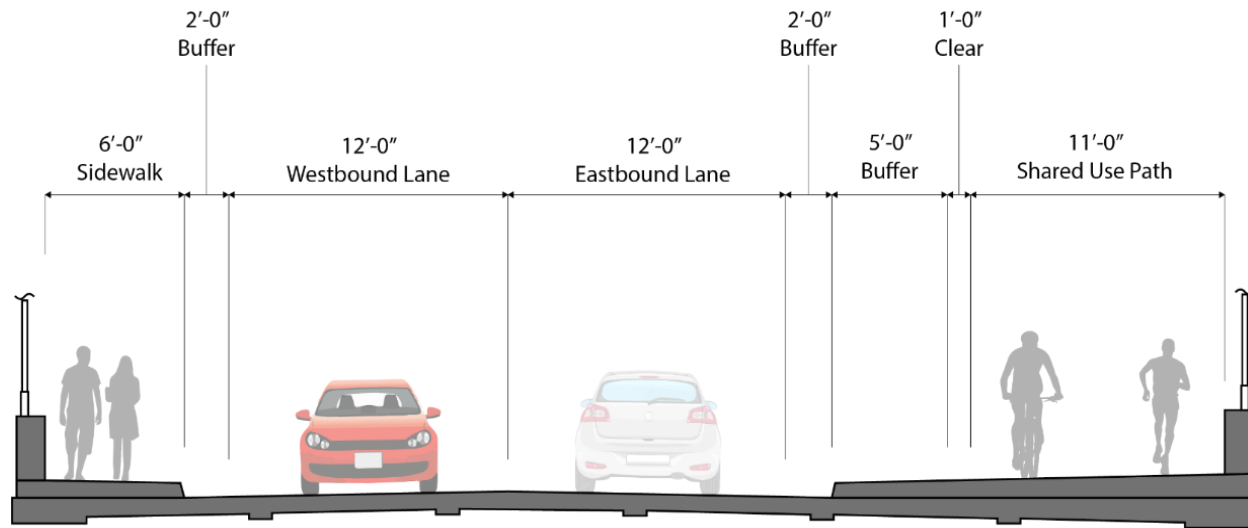 2’-0”
Buffer
2’-0”
Buffer
1’-0”
Clear
6’-0”
Sidewalk
12’-0”
Westbound Lane
12’-0”
Eastbound Lane
5’-0”
Buffer
11’-0”
Shared Use Path